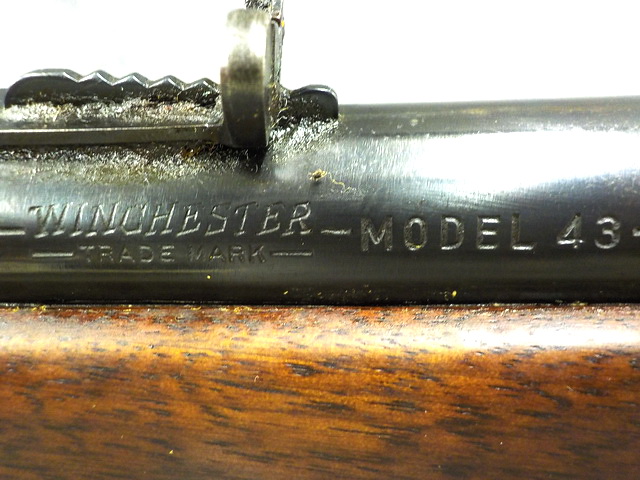 -WINCHESTER-MODEL 43-
-TRADE MARK-